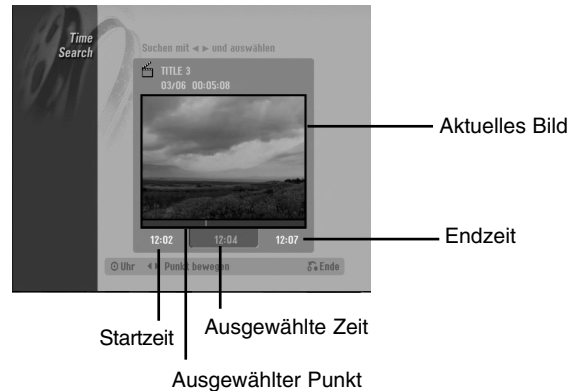 Time
Search
Suchen mit ◄ ► und auswählen
TITLE 3
03/06 00:05:08
Aktuelles Bild
12:02 12:04 12:07
Endzeit
Uhr ◄► Punkt bewegen Ende
Startzeit
Ausgewählte Zeit
Ausgewählter Punkt